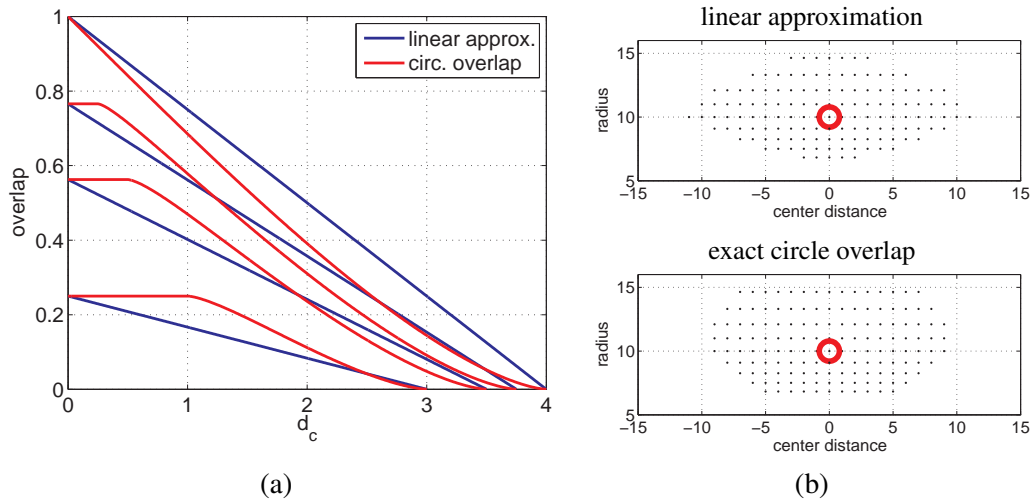 1
0.8
0.6
0.4
0.2
0
overlap
0 1 2 3 4
d_c
linear approx.
circ. overlap
(a)
linear approximation
15
10
5
radius
−15 −10 −5 0 5 10 15
center distance
exact circle overlap
15
10
5
radius
−15 −10 −5 0 5 10 15
center distance
(b)